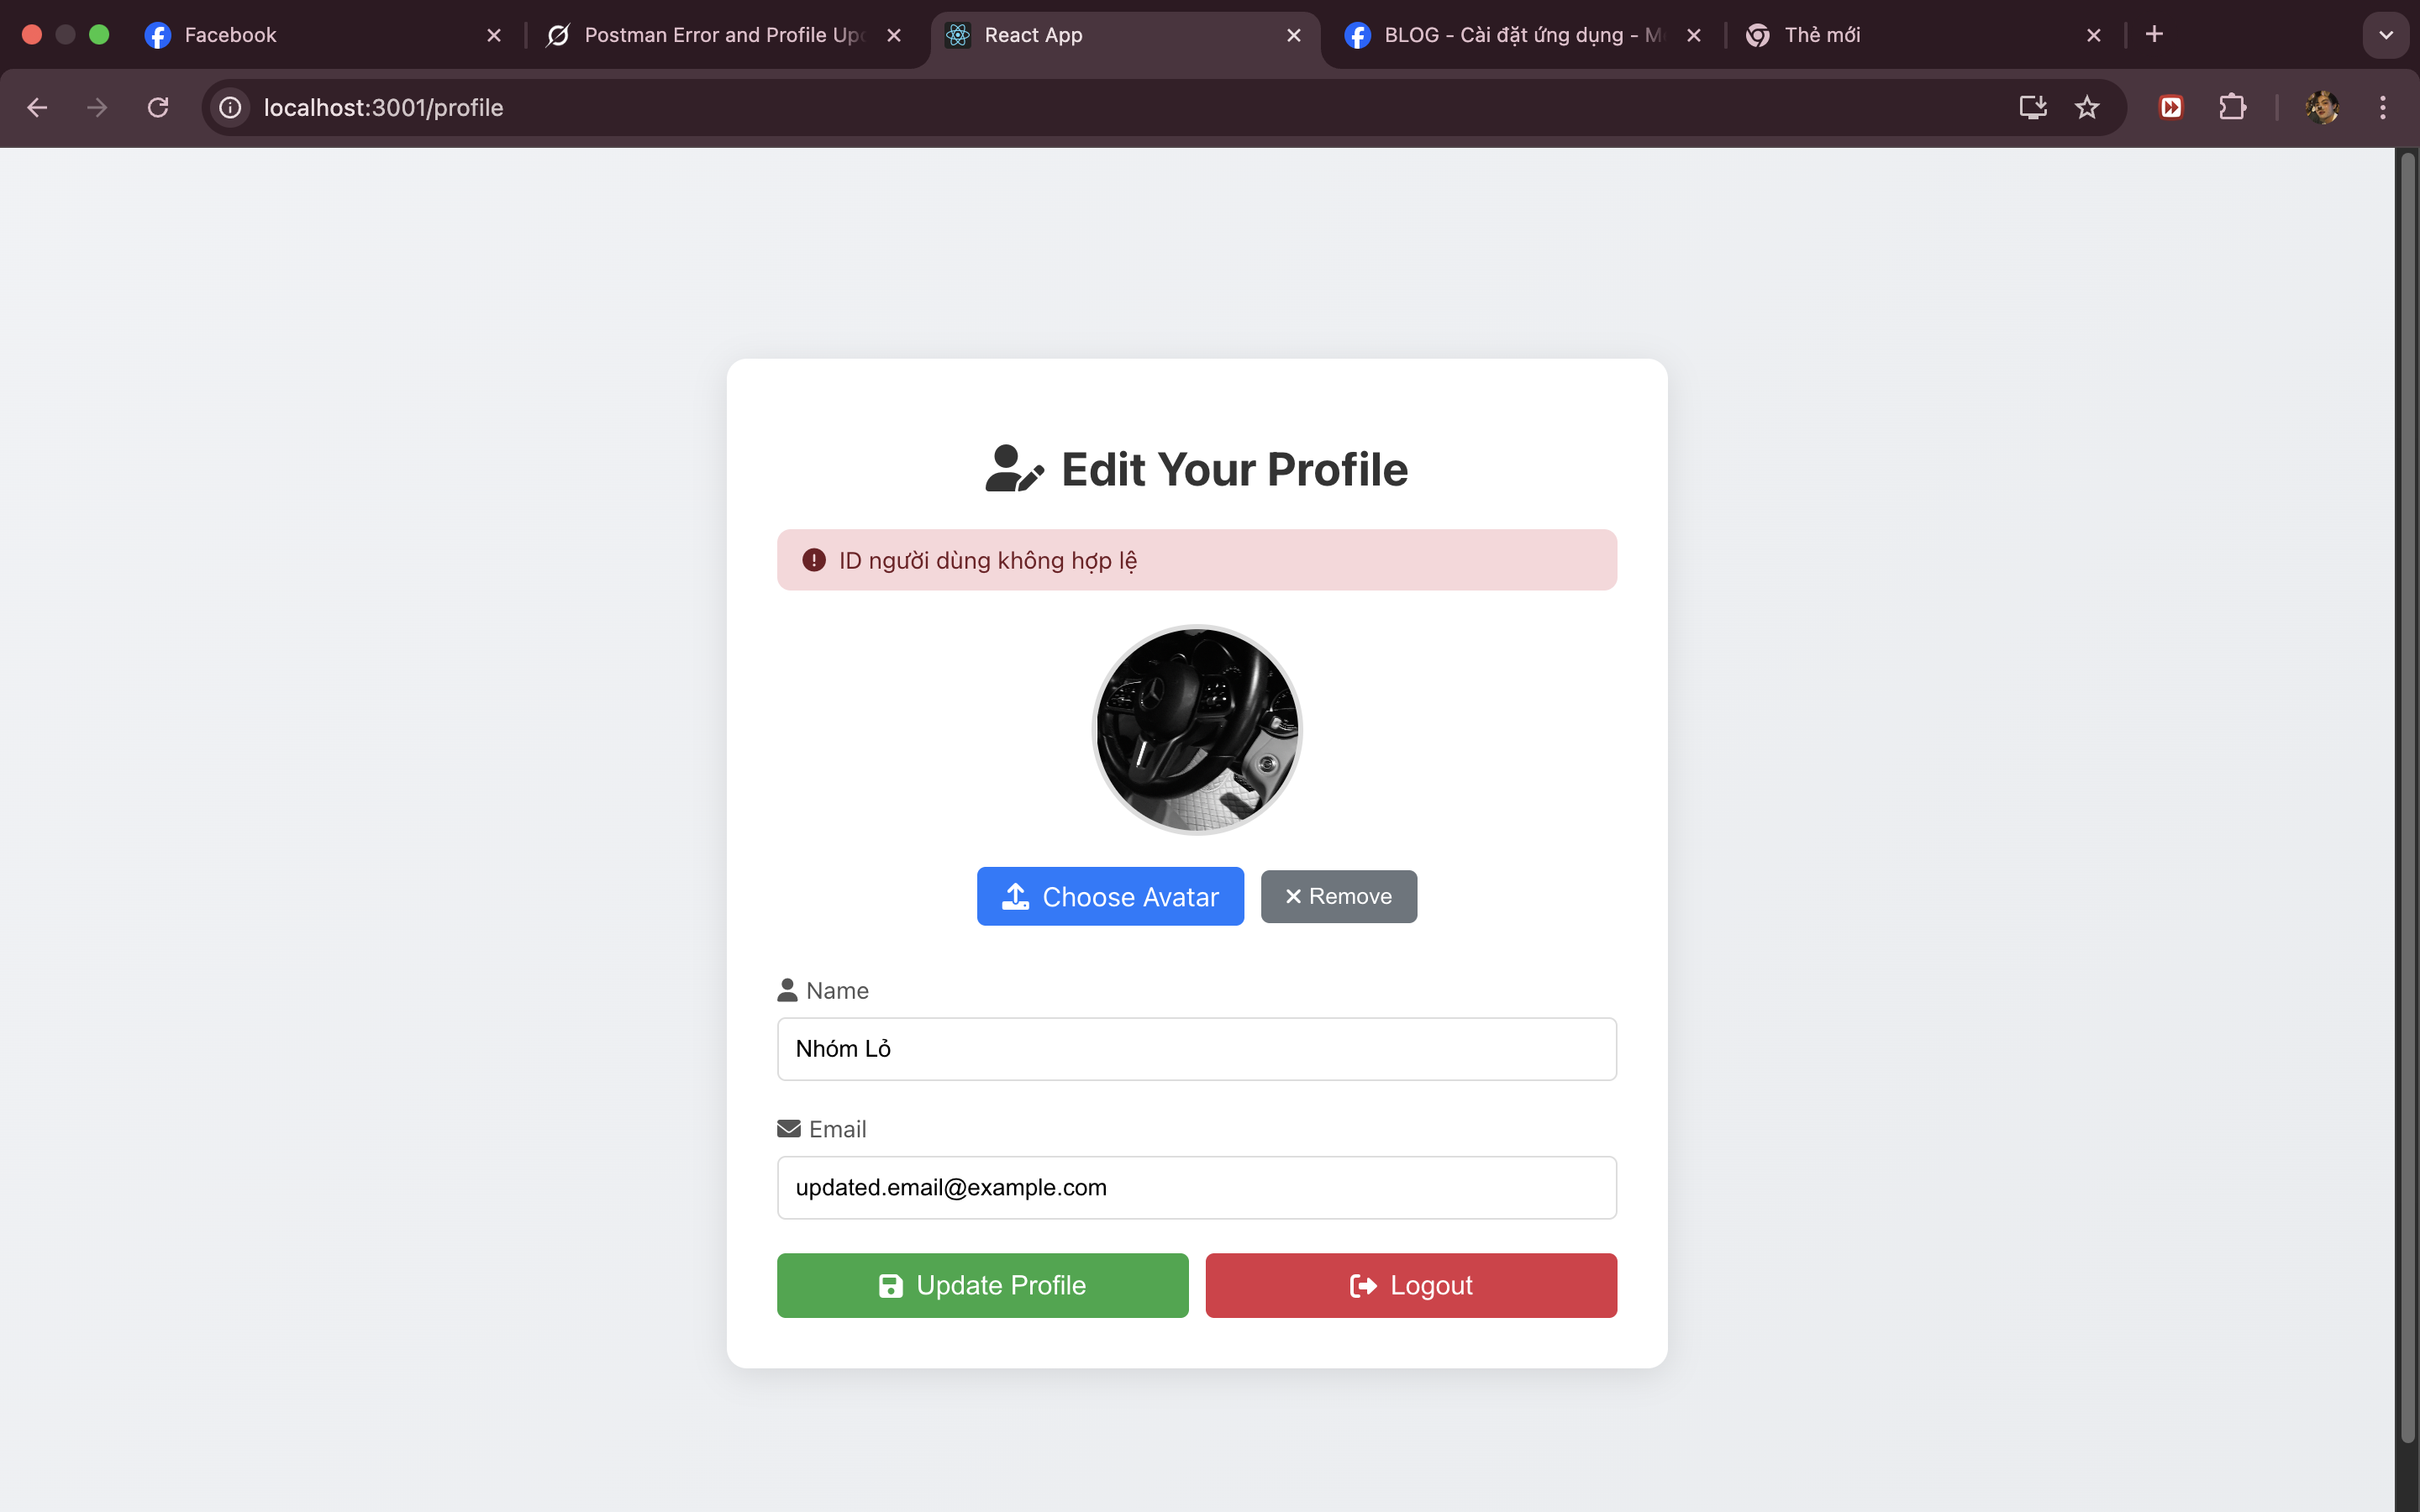 Facebook
Postman Error and Profile Upd
React App
BLOG - Cài đặt ứng dụng - M
Thẻ mới
localhost:3001/profile
Edit Your Profile
ID người dùng không hợp lệ
Choose Avatar
Remove
Name
Nhóm Lỏ
Email
updated.email@example.com
Update Profile
Logout